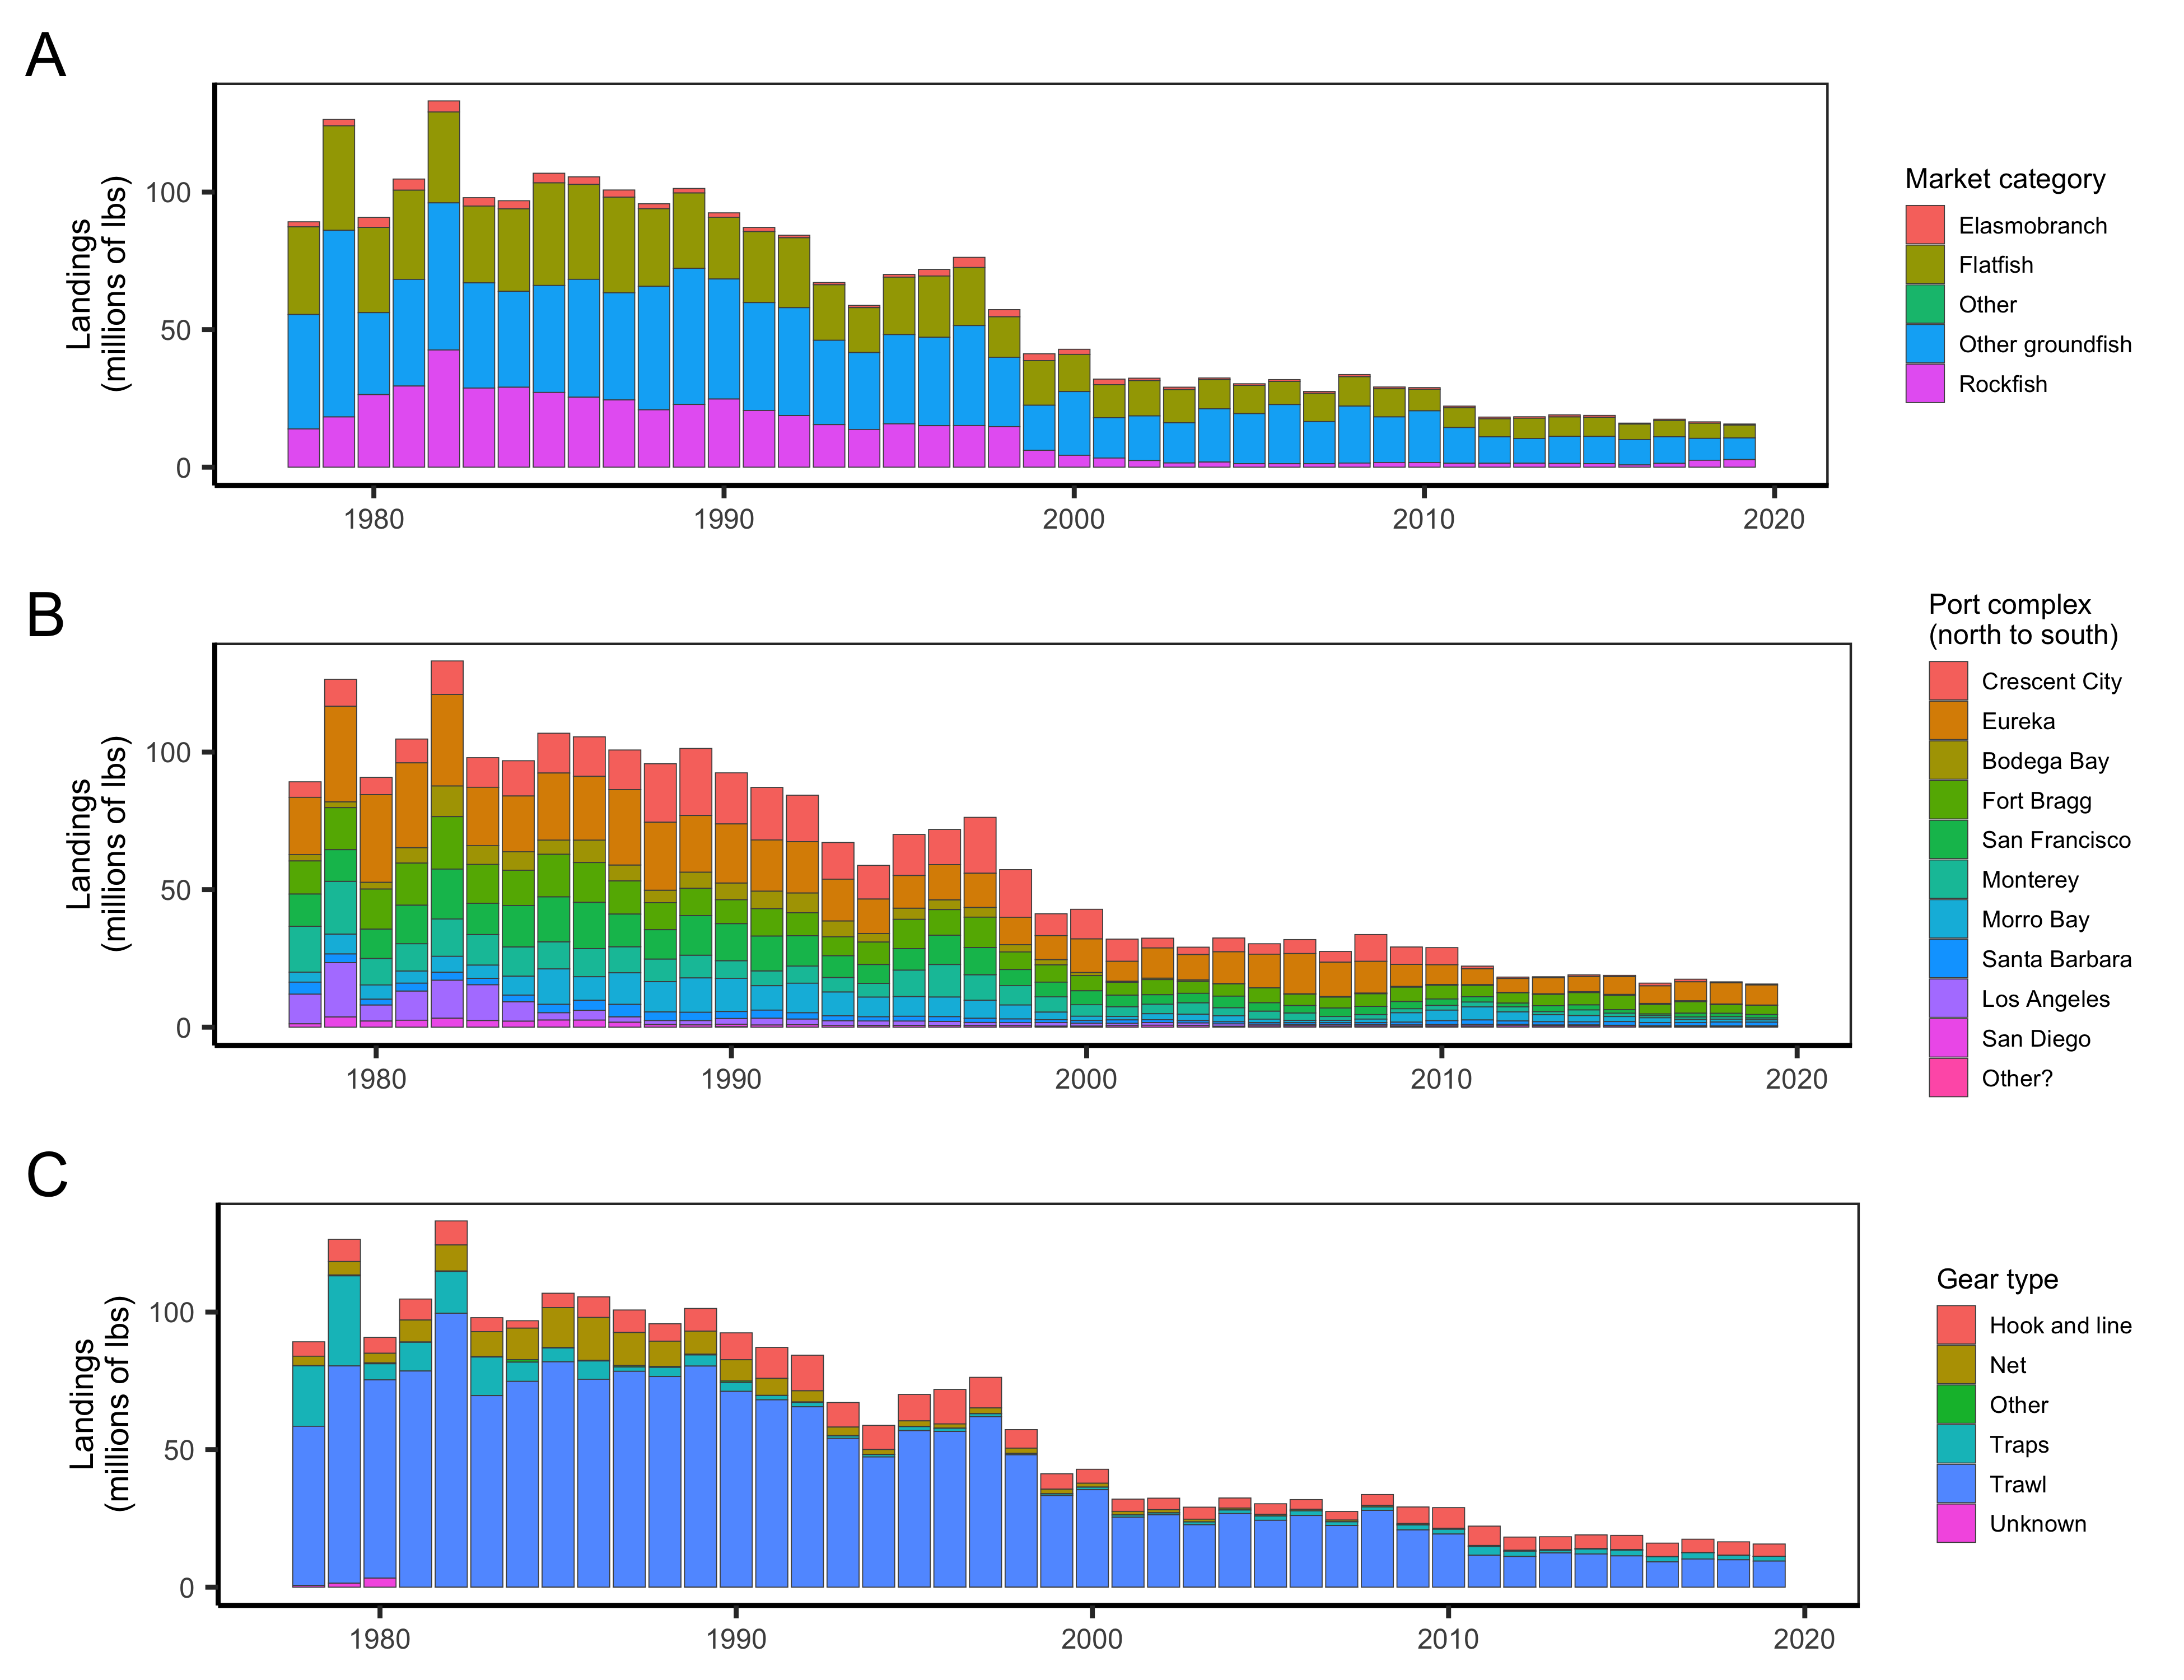 A
Landings
(millions of lbs)
100
50
0
1980
1990
2000
2010
2020
Market category
Elasmobranch
Flatfish
Other
Other groundfish
Rockfish
B
Landings
(millions of lbs)
100
50
0
1980
1990
2000
2010
2020
Port complex
(north to south)
Crescent City
Eureka
Bodega Bay
Fort Bragg
San Francisco
Monterey
Morro Bay
Santa Barbara
Los Angeles
San Diego
Other?
C
Landings
(millions of lbs)
100
50
0
1980
1990
2000
2010
2020
Gear type
Hook and line
Net
Other
Traps
Trawl
Unknown